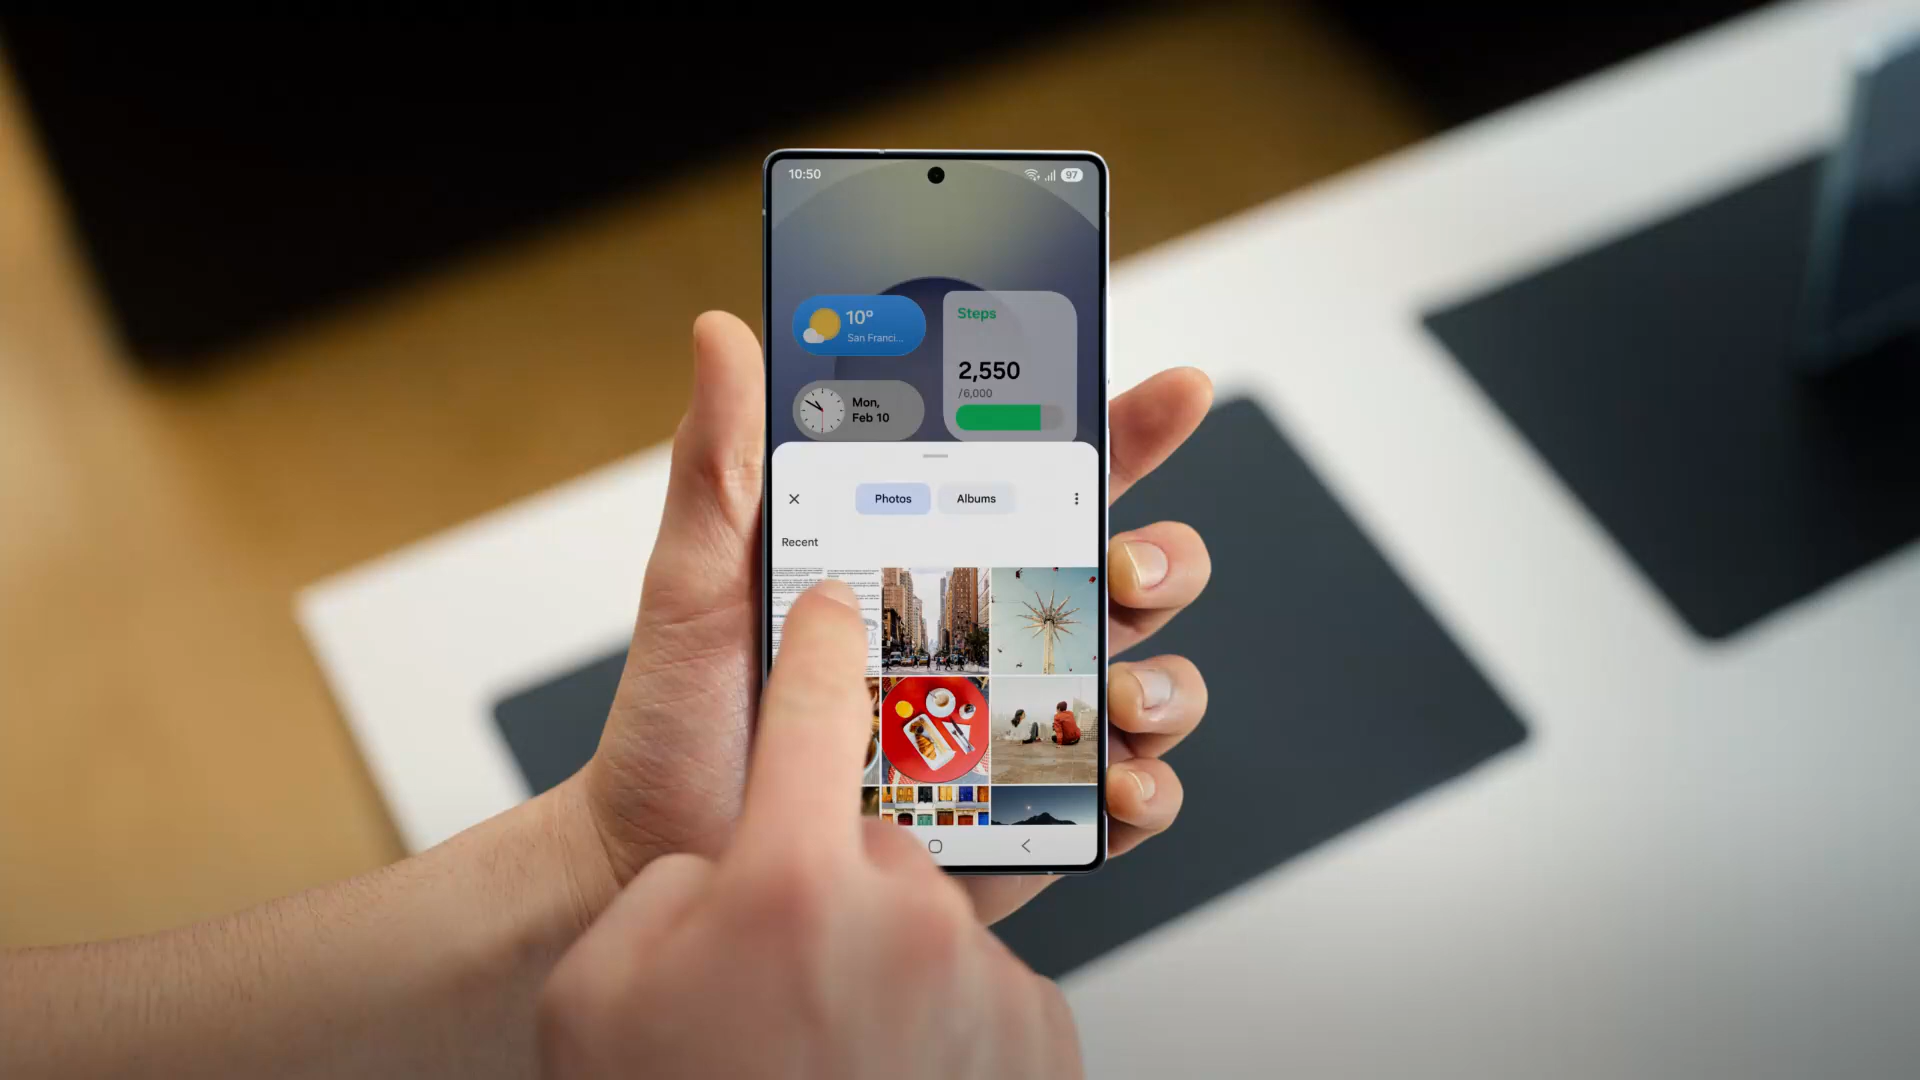 10:50
97
10°
San Franci...
Steps
2,550
/6,000
Mon,
Feb 10
Photos
Albums
Recent